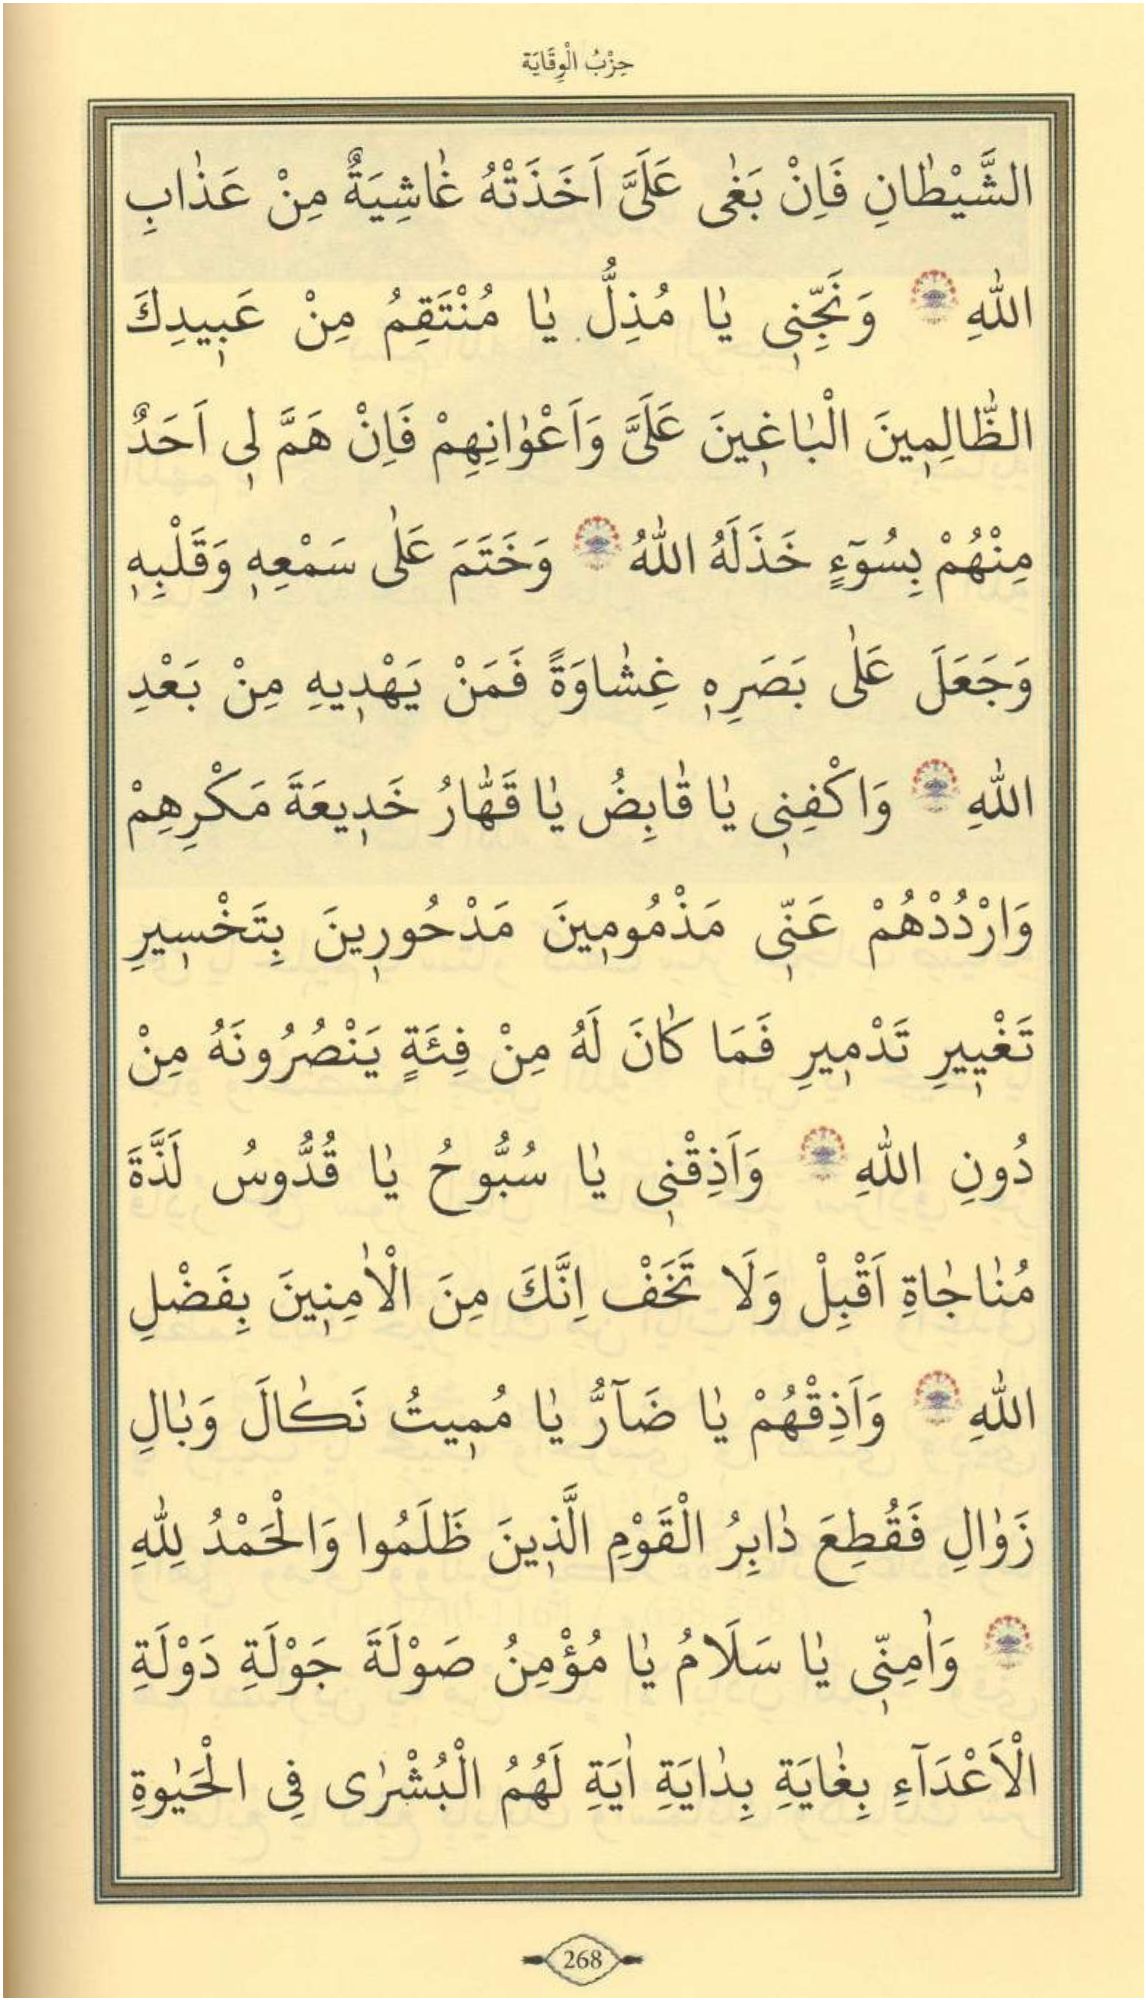 حِزْبُ الْوِقَايَة
الشَّيْطٰانِ فَاِنْ بَغٰى عَلَىَّ اَخَذَتْهُ غٰاشِيَةٌ مِنْ عَذٰابِ
اللّٰهِ وَنَجِّنٖى يٰا مُذِلُّ يٰا مُنْتَقِمُ مِنْ عَبٖيدِكَ
الظّٰالِمٖينَ الْبٰاغٖينَ عَلَىَّ وَاَعْوٰانِهِمْ فَاِنْ هَمَّ لٖى اَحَدٌ
مِنْهُمْ بِسُوٓءٍ خَذَلَهُ اللّٰهُ وَخَتَمَ عَلٰى سَمْعِهٖ وَقَلْبِهٖ
وَجَعَلَ عَلٰى بَصَرِهٖ غِشٰاوَةً فَمَنْ يَهْدٖيهِ مِنْ بَعْدِ
اللّٰهِ وَاكْفِنٖى يٰا قٰابِضُ يٰا قَهّٰارُ خَدٖيعَةَ مَكْرِهِمْ
وَارْدُدْهُمْ عَنّٖى مَذْمُومٖينَ مَدْحُورٖينَ بِتَخْسٖيرِ
تَغْيٖيرِ تَدْمٖيرِ فَمَا كٰانَ لَهُ مِنْ فِئَةٍ يَنْصُرُونَهُ مِنْ
دُونِ اللّٰهِ وَاَذِقْنٖى يٰا سُبُّوحُ يٰا قُدُّوسُ لَذَّةَ
مُنٰاجٰاةِ اَقْبِلْ وَلَا تَخَفْ اِنَّكَ مِنَ الْاٰمِنٖينَ بِفَضْلِ
اللّٰهِ وَاَذِقْهُمْ يٰا ضَآرُّ يٰا مُمٖيتُ نَكٰالَ وَبٰالِ
زَوٰالِ فَقُطِعَ دٰابِرُ الْقَوْمِ الَّذٖينَ ظَلَمُوا وَالْحَمْدُ لِلّٰهِ
وَاٰمِنّٖى يٰا سَلَامُ يٰا مُؤْمِنُ صَوْلَةَ جَوْلَةِ دَوْلَةِ
الْاَعْدَآءِ بِغٰايَةِ بِدٰايَةِ اٰيَةِ لَهُمُ الْبُشْرٰى فِى الْحَيٰوةِ
268